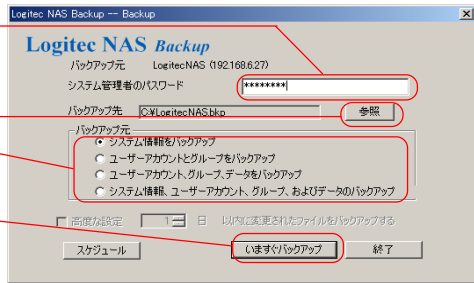 Logitec NAS Backup -- Backup
Logitec NAS Backup
バックアップ元 LogitecNAS (192.168.6.27)
システム管理者のパスワード ********
バックアップ先 C:¥LogitecNAS.bkp 参照
バックアップ元
システム情報をバックアップ
ユーザーアカウントとグループをバックアップ
ユーザーアカウント,グループ,データをバックアップ
システム情報、ユーザーアカウント、グループ、およびデータのバックアップ
高度な設定 1 日 以内に変更されたファイルをバックアップする
スケジュール いますぐバックアップ 終了